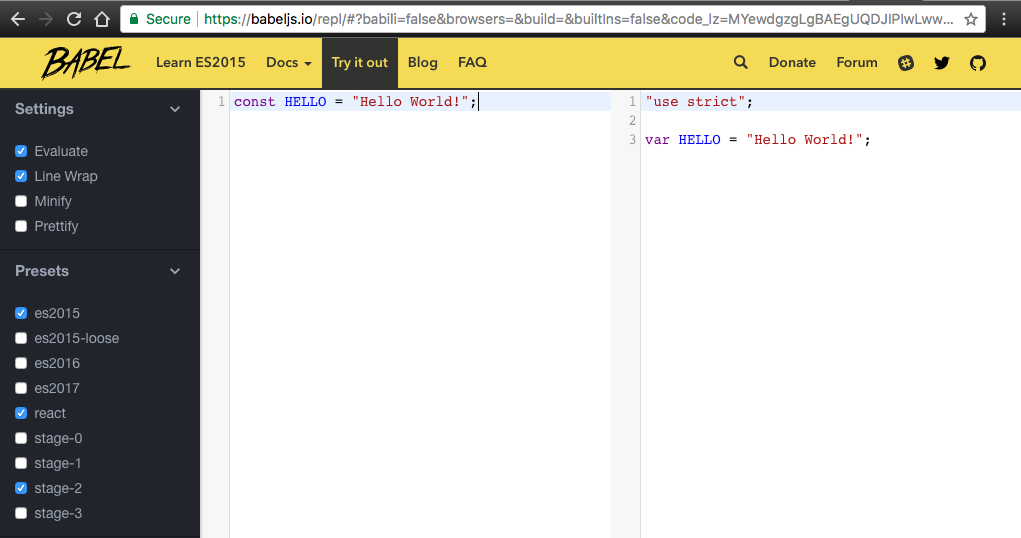 Secure https://babeljs.io/repl/#?babili=false&browsers=&build=&builtIns=false&code_lz=MYewdgzgLgBAEgUQDJIPIwLww...
BABEL Learn ES2015 Docs Try it out Blog FAQ Donate Forum
Settings
Evaluate
Line Wrap
Minify
Prettify
Presets
es2015
es2015-loose
es2016
es2017
react
stage-0
stage-1
stage-2
stage-3
1 const HELLO = "Hello World!";
1 "use strict";
2
3 var HELLO = "Hello World!";